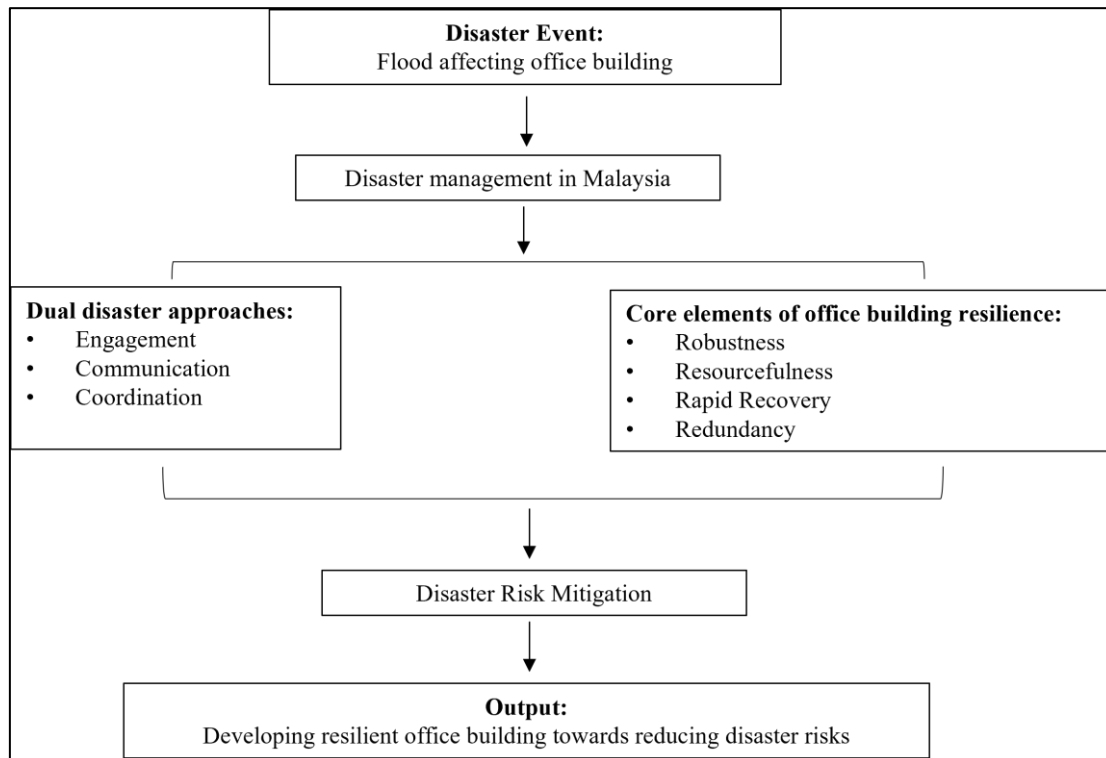 Disaster Event:
Flood affecting office building
Disaster management in Malaysia
Dual disaster approaches:
• Engagement
• Communication
• Coordination
Core elements of office building resilience:
• Robustness
• Resourcefulness
• Rapid Recovery
• Redundancy
Disaster Risk Mitigation
Output:
Developing resilient office building towards reducing disaster risks